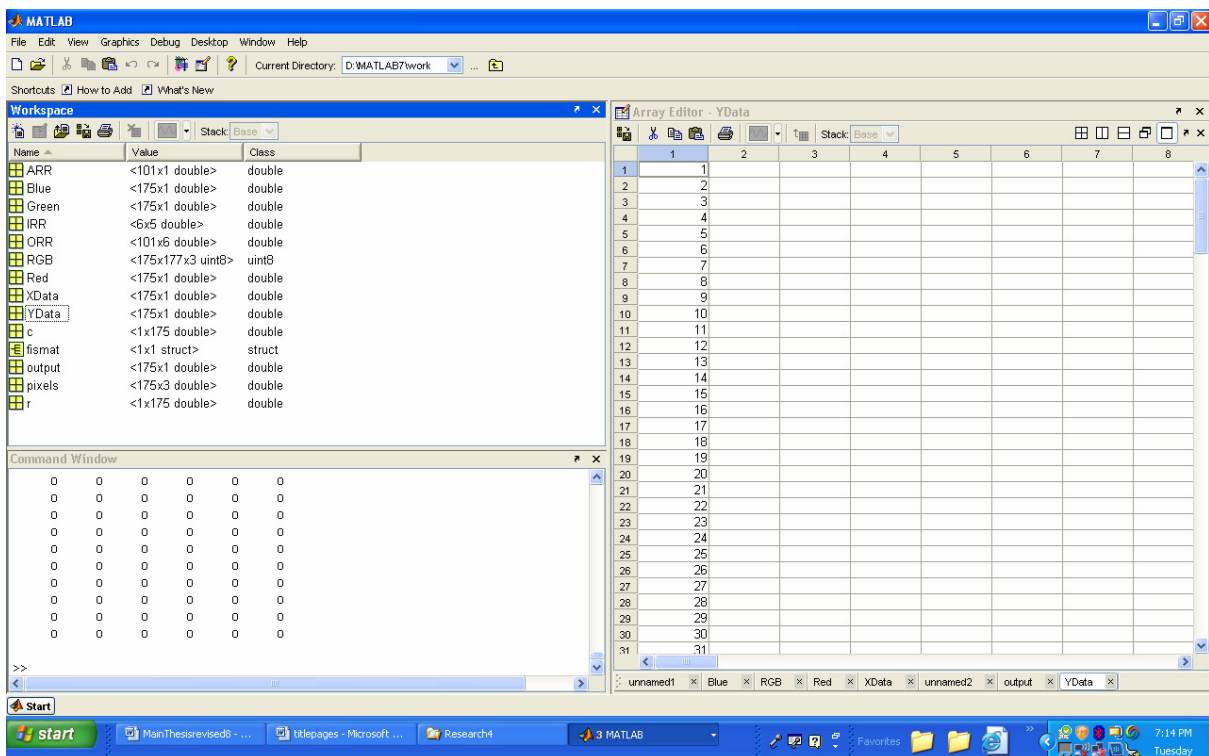 MATLAB
File Edit View Graphics Debug Desktop Window Help
Current Directory: D:\MATLAB7\work ...
Shortcuts How to Add What's New
Workspace
Stack: Base
Name Value Class
ARR <101x1 double> double
Blue <175x1 double> double
Green <175x1 double> double
IRR <6x5 double> double
ORR <101x6 double> double
RGB <175x177x3 uint8> uint8
Red <175x1 double> double
XData <175x1 double> double
YData <175x1 double> double
c <1x175 double> double
fismat <1x1 struct> struct
output <175x1 double> double
pixels <175x3 double> double
r <1x175 double> double
Command Window
0 0 0 0 0 0
0 0 0 0 0 0
0 0 0 0 0 0
0 0 0 0 0 0
0 0 0 0 0 0
0 0 0 0 0 0
0 0 0 0 0 0
0 0 0 0 0 0
0 0 0 0 0 0
0 0 0 0 0 0
>>
Array Editor - YData
Stack: Base
1 2 3 4 5 6 7 8
1 1
2 2
3 3
4 4
5 5
6 6
7 7
8 8
9 9
10 10
11 11
12 12
13 13
14 14
15 15
16 16
17 17
18 18
19 19
20 20
21 21
22 22
23 23
24 24
25 25
26 26
27 27
28 28
29 29
30 30
31 31
unnamed1 Blue RGB Red XData unnamed2 output YData
Start
start MainThesisrevised8 - ... titlepages - Microsoft ... Research4 3 MATLAB Favorites » 7:14 PM
Tuesday